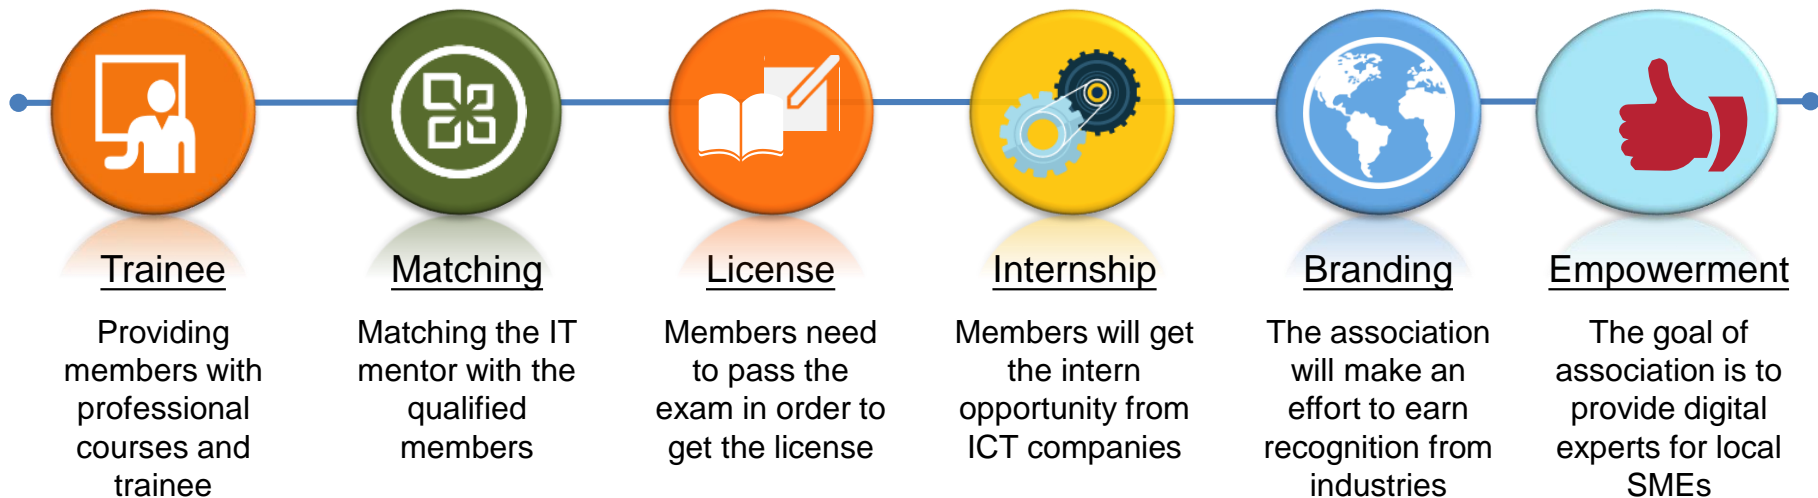 Trainee
Providing
members with
professional
courses and
trainee
Matching
Matching the IT
mentor with the
qualified
members
License
Members need
to pass the
exam in order to
get the license
Internship
Members will get
the intern
opportunity from
ICT companies
Branding
The association
will make an
effort to earn
recognition from
industries
Empowerment
The goal of
association is to
provide digital
experts for local
SMEs